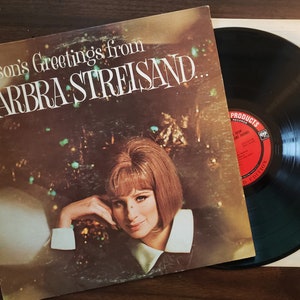 son's Greetings from
ARBRA STREISAND...
PRODUCTS